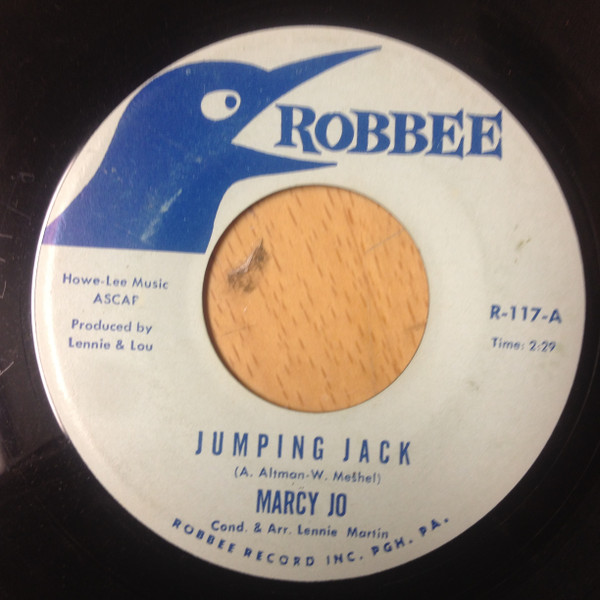 ROBBEE
Howe-Lee Music
ASCAP
Produced by
Lennie & Lou
R-117-A
Time: 2:29
JUMPING JACK
(A. Altman-W. Meshel)
MARCY JO
Cond. & Arr. Lennie Martin
ROBBEE RECORD INC. PGH. PA.